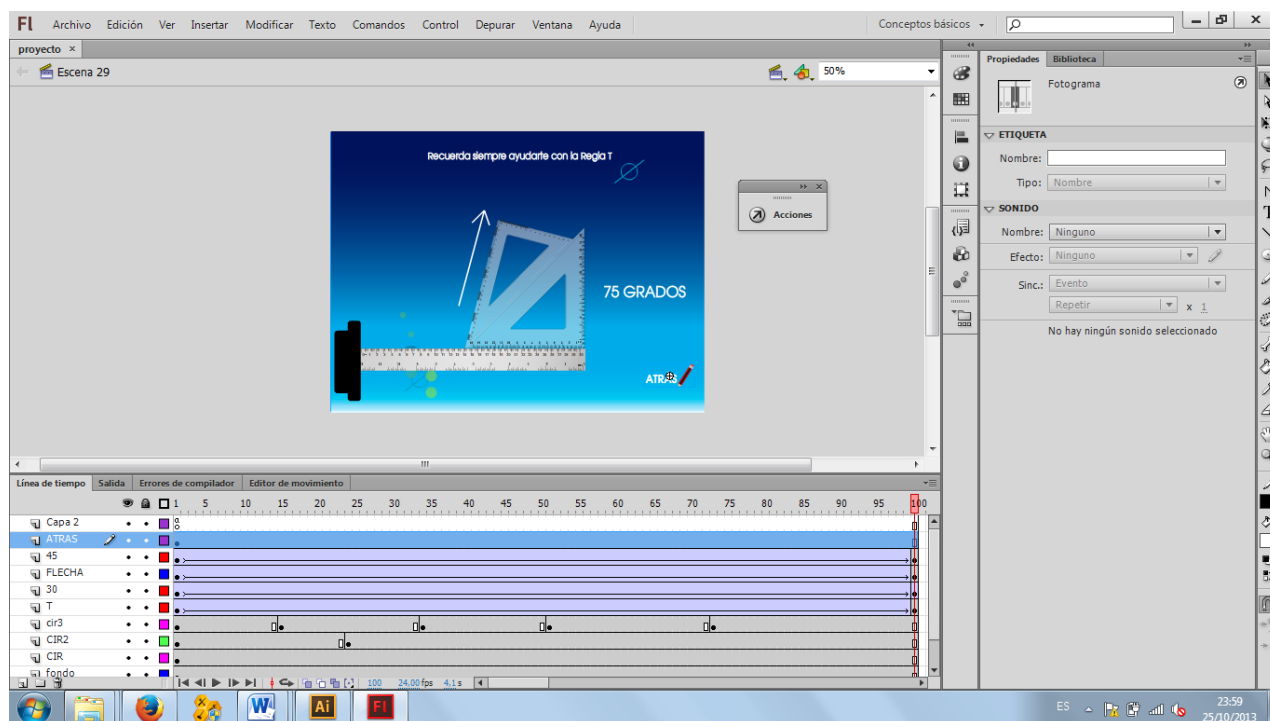 Fl Archivo Edición Ver Insertar Modificar Texto Comandos Control Depurar Ventana Ayuda Conceptos básicos
proyecto ×
Escena 29 50%
Recuerda siempre ayudarte con la Regla T
75 GRADOS
ATRAS
Acciones
Propiedades Biblioteca
Fotograma
ETIQUETA
Nombre:
Tipo: Nombre
SONIDO
Nombre: Ninguno
Efecto: Ninguno
Sinc.: Evento
Repetir x 1
No hay ningún sonido seleccionado
Línea de tiempo Salida Errores de compilador Editor de movimiento
1 5 10 15 20 25 30 35 40 45 50 55 60 65 70 75 80 85 90 95 100
Capa 2
ATRAS
45
FLECHA
30
T
cir3
CIR2
CIR
fondo
100 24.00 fps 4.1 s
W Ai Fl ES 23:59
25/10/2013